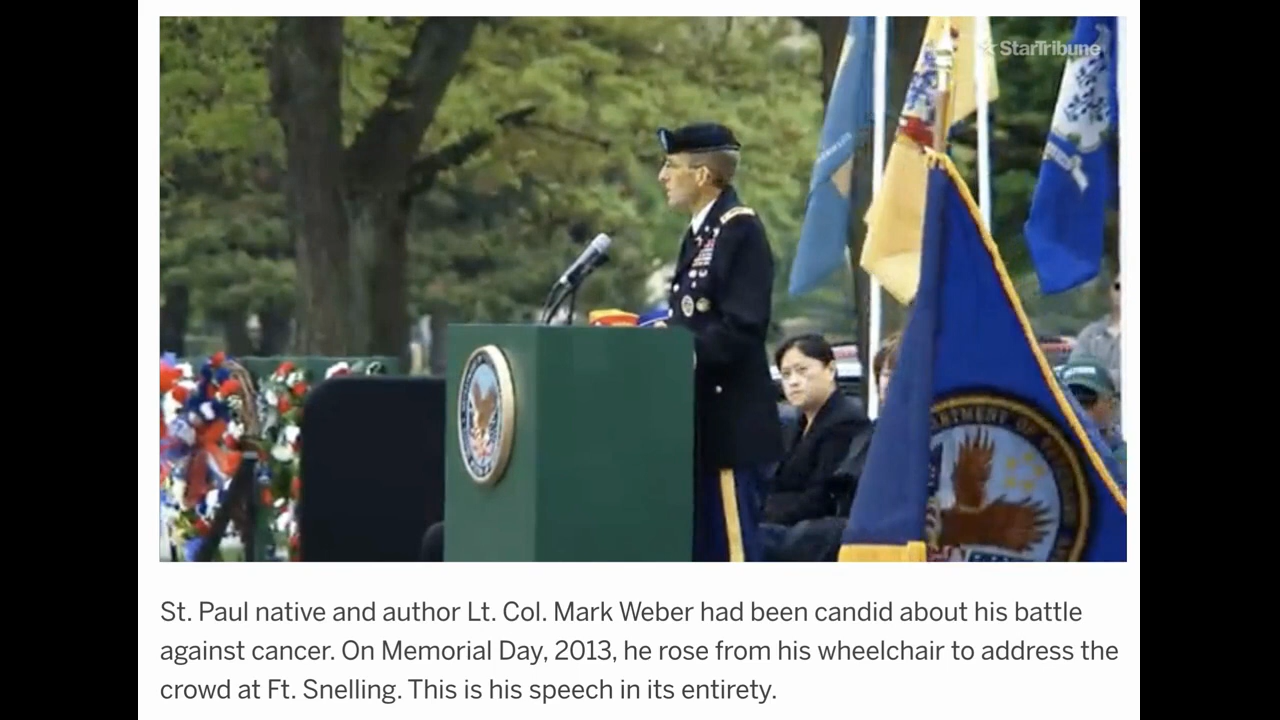 StarTribune
DEPARTMENT OF
St. Paul native and author Lt. Col. Mark Weber had been candid about his battle
against cancer. On Memorial Day, 2013, he rose from his wheelchair to address the
crowd at Ft. Snelling. This is his speech in its entirety.